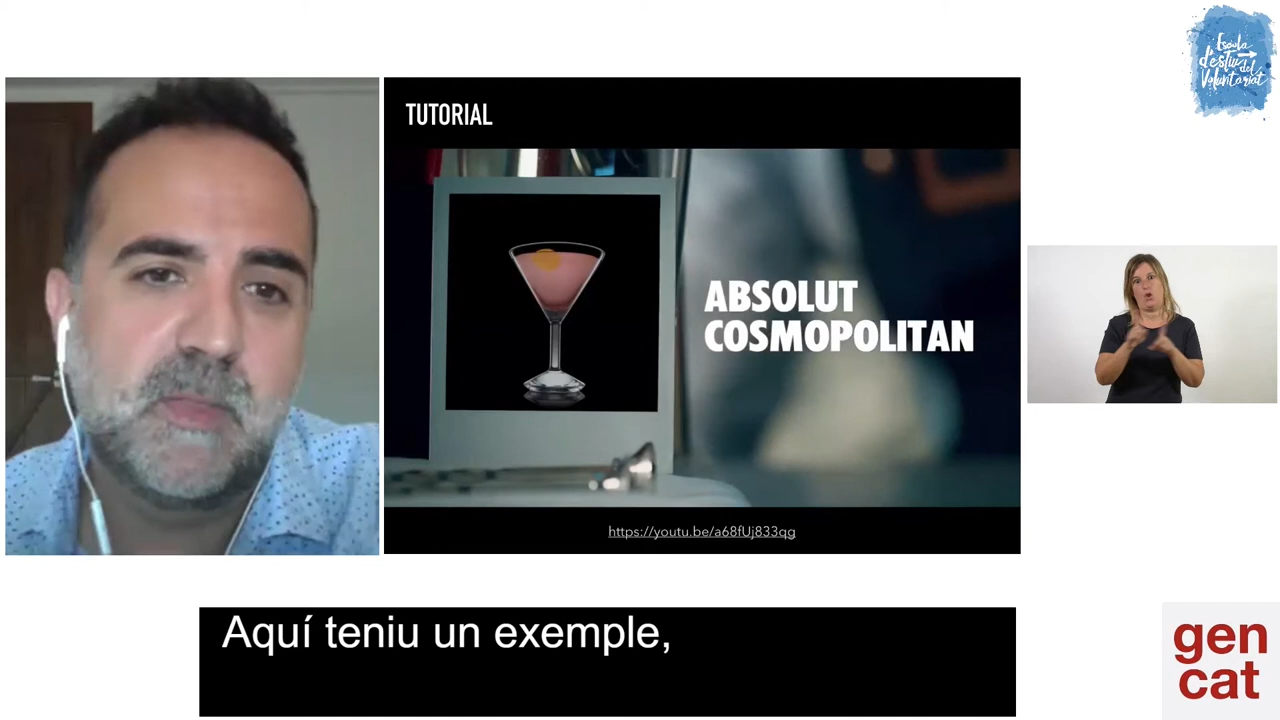 Escola
d'estiu del
Voluntariat
TUTORIAL
ABSOLUT
COSMOPOLITAN
https://youtu.be/a68fUj833qg
Aquí teniu un exemple,
gen
cat